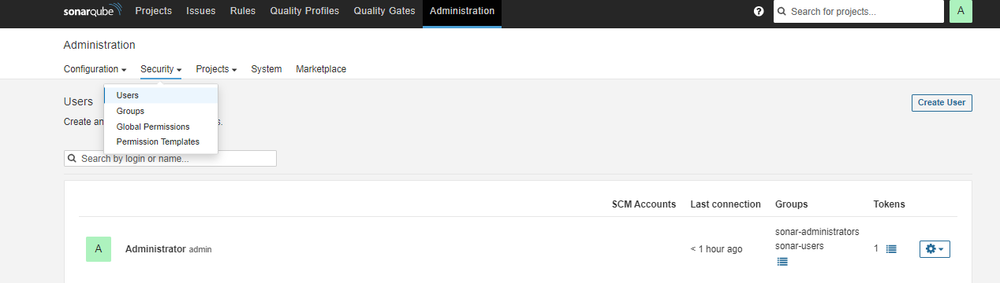 sonarqube Projects Issues Rules Quality Profiles Quality Gates Administration ? Search for projects... A
Administration
Configuration Security Projects System Marketplace
Users
Groups
Global Permissions
Permission Templates
Users
Create User
Create an
s.
Search by login or name...
SCM Accounts Last connection Groups Tokens
A Administrator admin < 1 hour ago
sonar-administrators
sonar-users
1